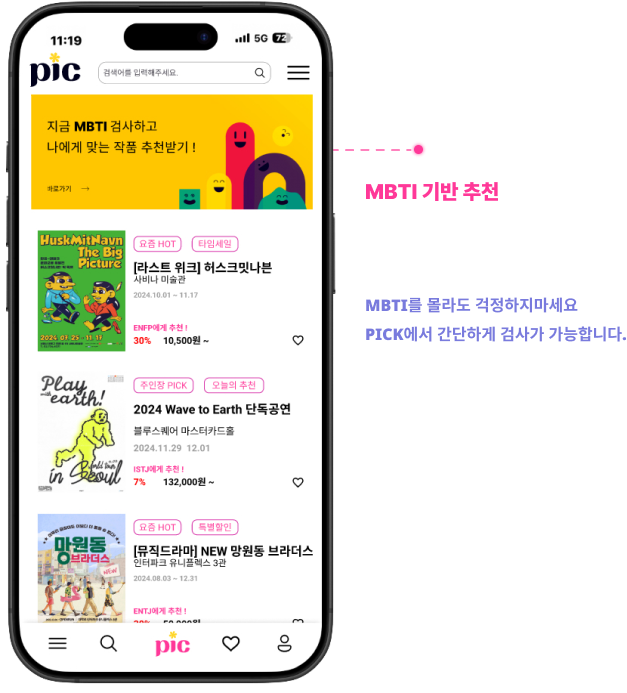 11:19
5G 72
pic
검색어를 입력해주세요.
지금 MBTI 검사하고
나에게 맞는 작품 추천받기 !
바로가기 →
HuskMitNavn
The Big
Picture
요즘 HOT
타임세일
[라스트 위크] 허스크밋나븐
사비나 미술관
2024.10.01 ~ 11.17
ENFP에게 추천 !
30% 10,500원 ~
Play
with earth!
in Seoul
주인장 PICK
오늘의 추천
2024 Wave to Earth 단독공연
블루스퀘어 마스터카드홀
2024.11.29 12.01
ISTJ에게 추천 !
7% 132,000원 ~
망원동
브라더스
NEW
요즘 HOT
특별할인
[뮤직드라마] NEW 망원동 브라더스
인터파크 유니플렉스 3관
2024.08.03 ~ 12.31
ENTJ에게 추천 !
pic
MBTI 기반 추천
MBTI를 몰라도 걱정하지마세요
PICK에서 간단하게 검사가 가능합니다.